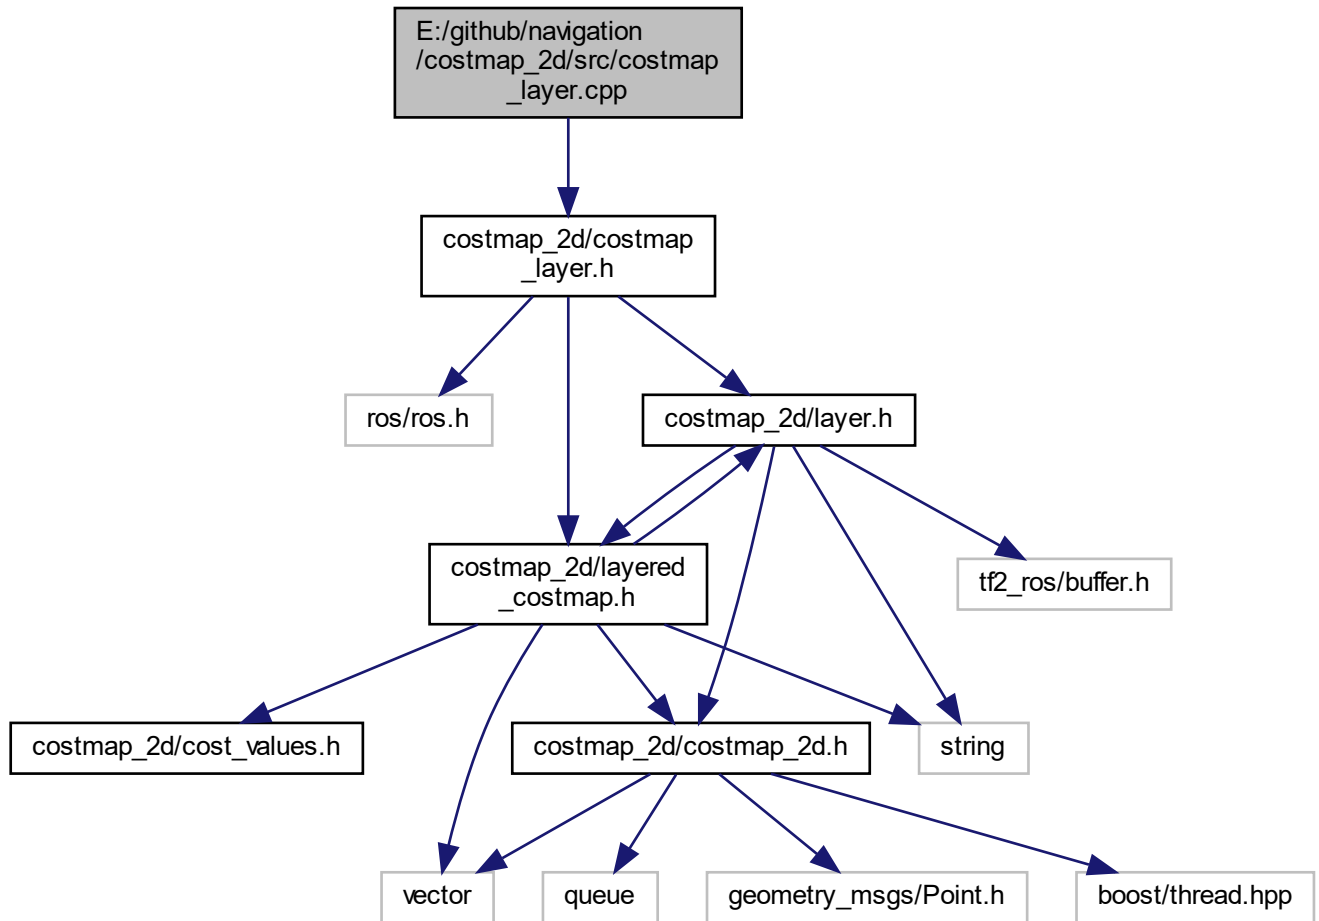 E:/github/navigation
/costmap_2d/src/costmap
_layer.cpp
costmap_2d/costmap
_layer.h
ros/ros.h
costmap_2d/layer.h
costmap_2d/layered
_costmap.h
tf2_ros/buffer.h
costmap_2d/cost_values.h
costmap_2d/costmap_2d.h
string
vector
queue
geometry_msgs/Point.h
boost/thread.hpp